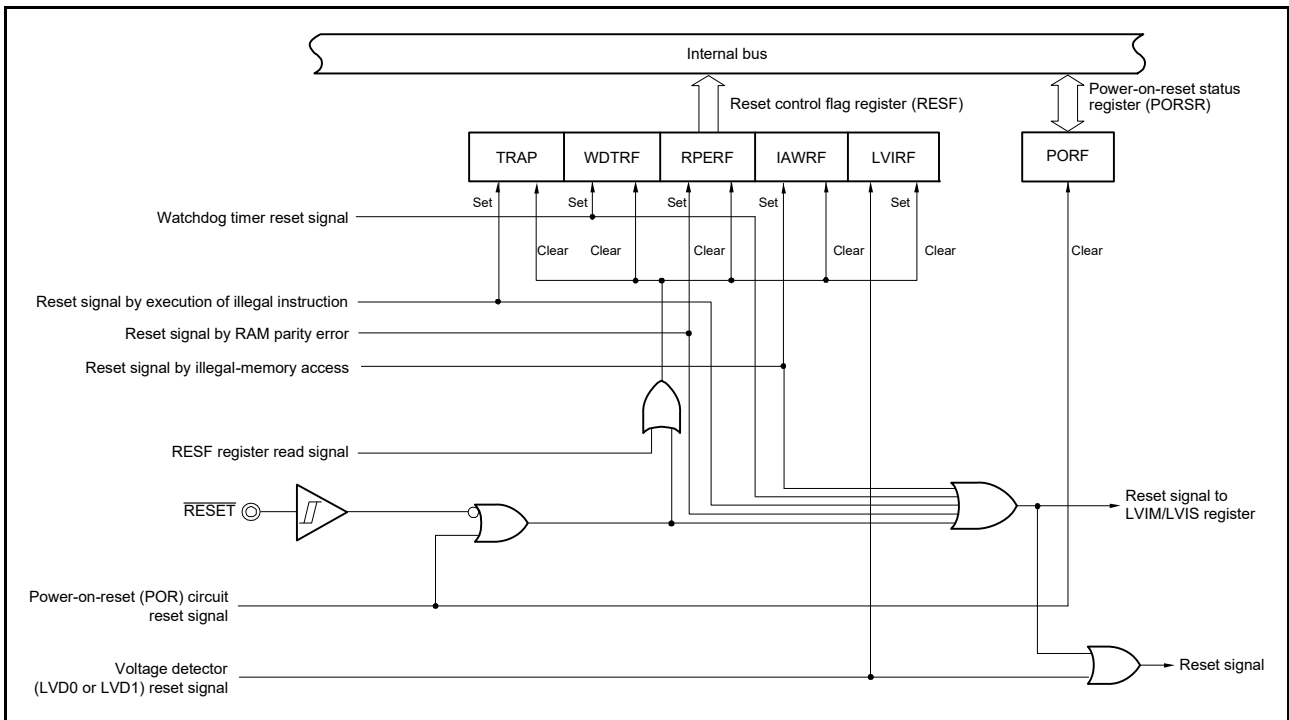 Internal bus
Reset control flag register (RESF)
Power-on-reset status
register (PORSR)
TRAP
WDTRF
RPERF
IAWRF
LVIRF
PORF
Set
Set
Set
Set
Set
Watchdog timer reset signal
Clear
Clear
Clear
Clear
Clear
Clear
Reset signal by execution of illegal instruction
Reset signal by RAM parity error
Reset signal by illegal-memory access
RESF register read signal
RESET
Reset signal to
LVIM/LVIS register
Power-on-reset (POR) circuit
reset signal
Voltage detector
(LVD0 or LVD1) reset signal
Reset signal